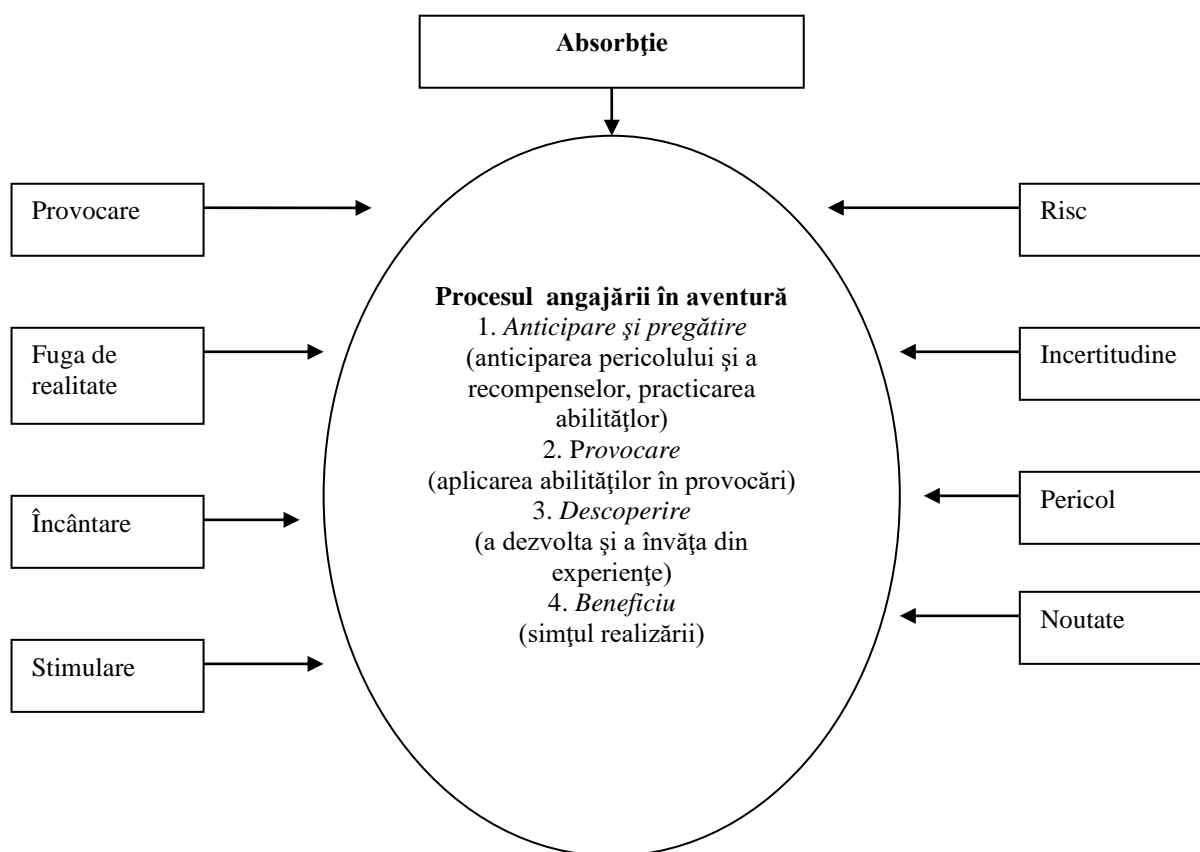 Absorbţie
Provocare
Risc
Procesul angajării în aventură
1. Anticipare şi pregătire
(anticiparea pericolului şi a
recompenselor, practicarea
abilităţlor)
2. Provocare
(aplicarea abilităţilor în provocări)
3. Descoperire
(a dezvolta şi a învăţa din
experienţe)
4. Beneficiu
(simţul realizării)
Fuga de
realitate
Incertitudine
Încântare
Pericol
Stimulare
Noutate